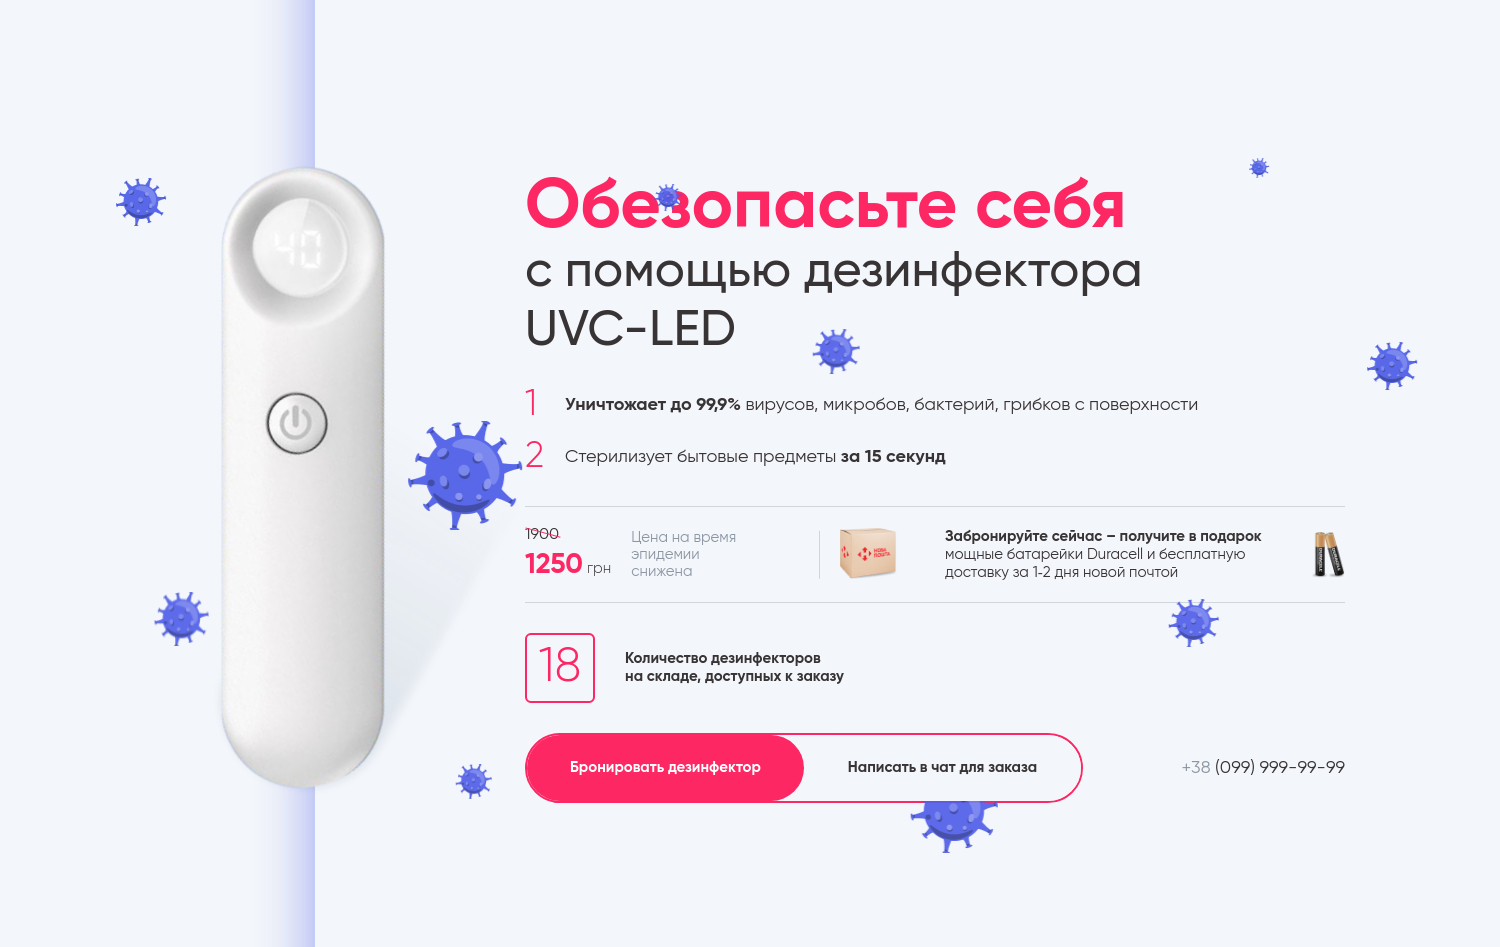 40
Обезопасьте себя
с помощью дезинфектора
UVC-LED
1 Уничтожает до 99,9% вирусов, микробов, бактерий, грибков с поверхности
2 Стерилизует бытовые предметы за 15 секунд
1900
1250 грн
Цена на время
эпидемии
снижена
НОВА
ПОШТА
Забронируйте сейчас – получите в подарок
мощные батарейки Duracell и бесплатную
доставку за 1-2 дня новой почтой
18
Количество дезинфекторов
на складе, доступных к заказу
Бронировать дезинфектор
Написать в чат для заказа
+38 (099) 999-99-99